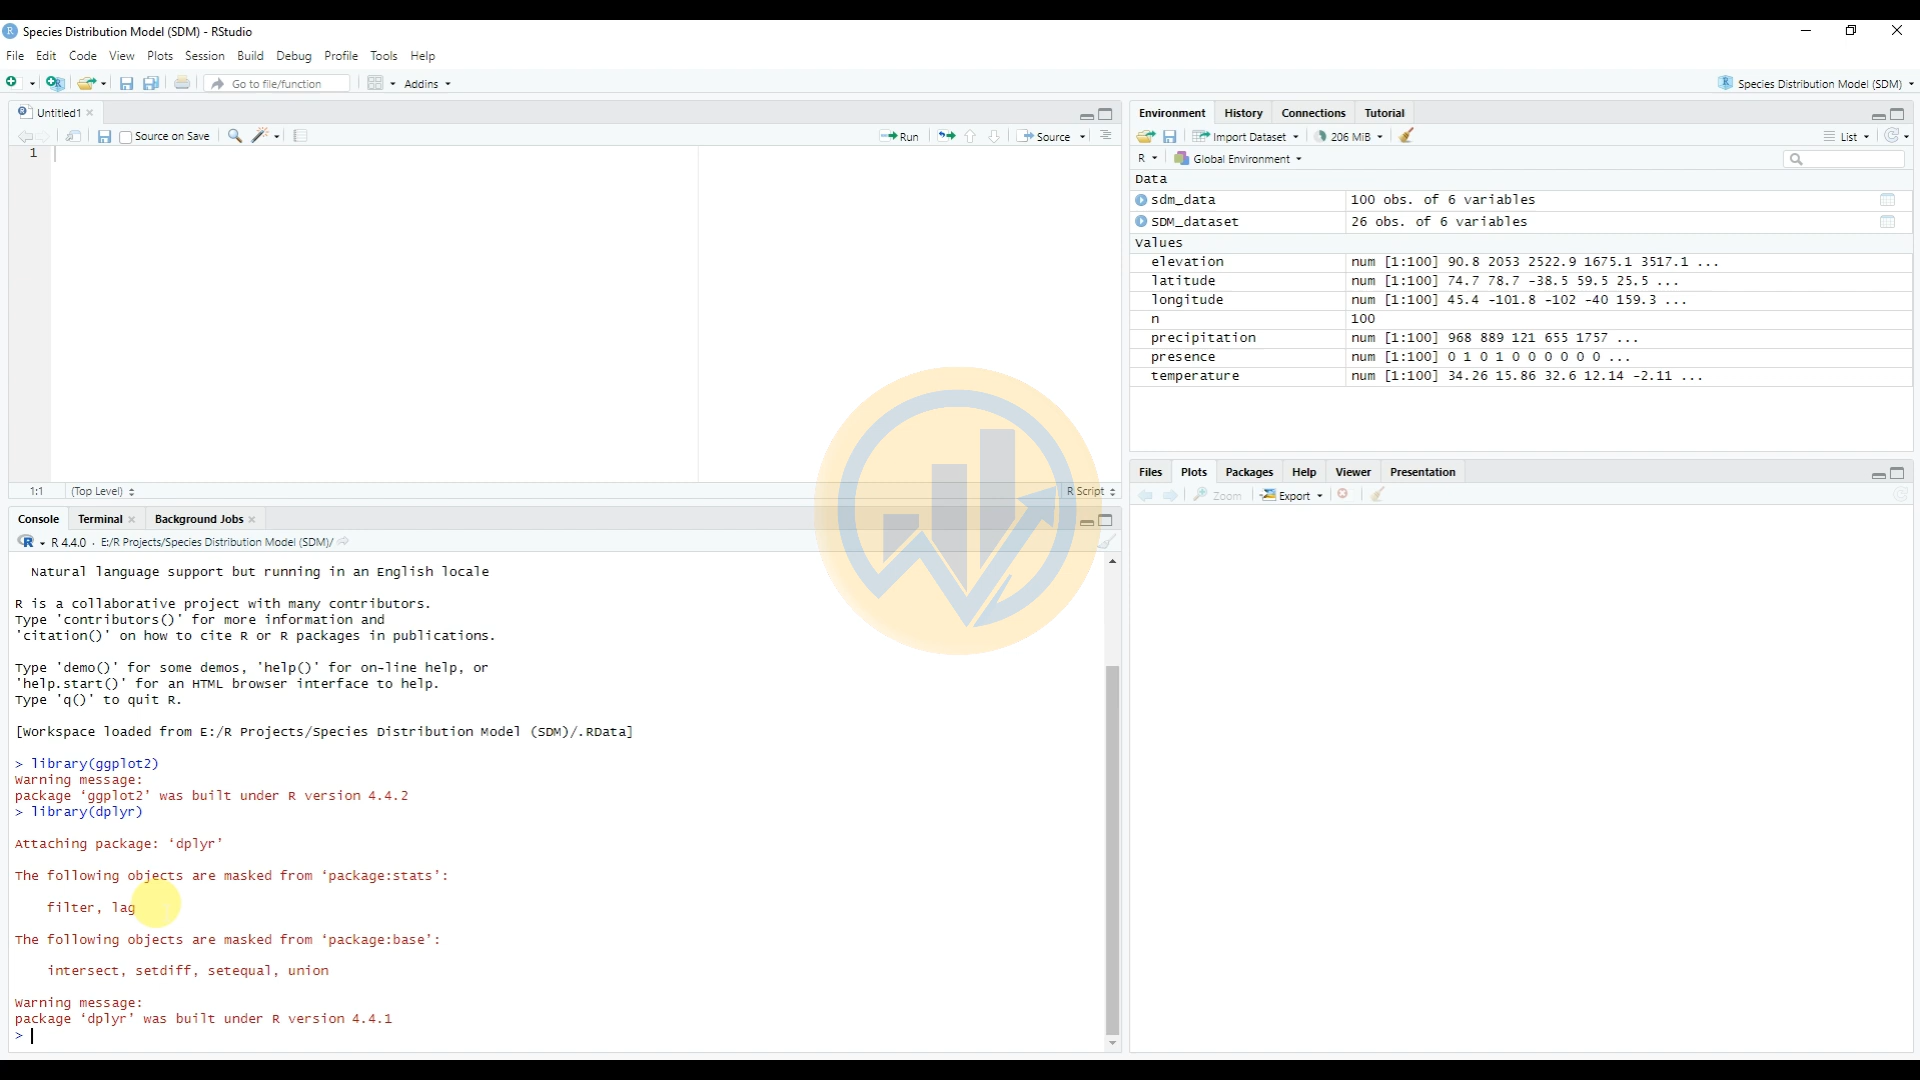 Species Distribution Model (SDM) - RStudio
File Edit Code View Plots Session Build Debug Profile Tools Help
Go to file/function Addins Species Distribution Model (SDM)
Untitled1
Source on Save Run Source
1
1:1 (Top Level) R Script
Console Terminal Background Jobs
R 4.4.0 · E:/R Projects/Species Distribution Model (SDM)/
Natural language support but running in an English locale
R is a collaborative project with many contributors.
Type 'contributors()' for more information and
'citation()' on how to cite R or R packages in publications.
Type 'demo()' for some demos, 'help()' for on-line help, or
'help.start()' for an HTML browser interface to help.
Type 'q()' to quit R.
[Workspace loaded from E:/R Projects/Species Distribution Model (SDM)/.RData]
> library(ggplot2)
Warning message:
package ‘ggplot2’ was built under R version 4.4.2
> library(dplyr)
Attaching package: ‘dplyr’
The following objects are masked from ‘package:stats’:
filter, lag
The following objects are masked from ‘package:base’:
intersect, setdiff, setequal, union
Warning message:
package ‘dplyr’ was built under R version 4.4.1
>
Environment History Connections Tutorial
Import Dataset 206 MiB List
R Global Environment
Data
sdm_data 100 obs. of 6 variables
SDM_dataset 26 obs. of 6 variables
Values
elevation num [1:100] 90.8 2053 2522.9 1675.1 3517.1 ...
latitude num [1:100] 74.7 78.7 -38.5 59.5 25.5 ...
longitude num [1:100] 45.4 -101.8 -102 -40 159.3 ...
n 100
precipitation num [1:100] 968 889 121 655 1757 ...
presence num [1:100] 0 1 0 1 0 0 0 0 0 0 ...
temperature num [1:100] 34.26 15.86 32.6 12.14 -2.11 ...
Files Plots Packages Help Viewer Presentation
Zoom Export